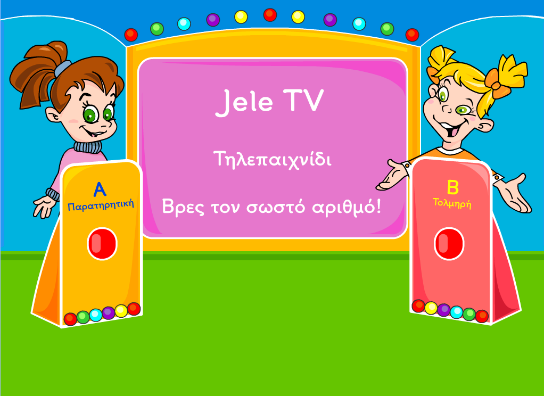 Jele TV
Τηλεπαιχνίδι
Βρες τον σωστό αριθμό!
Α
Παρατηρητική
Β
Τολμηρή